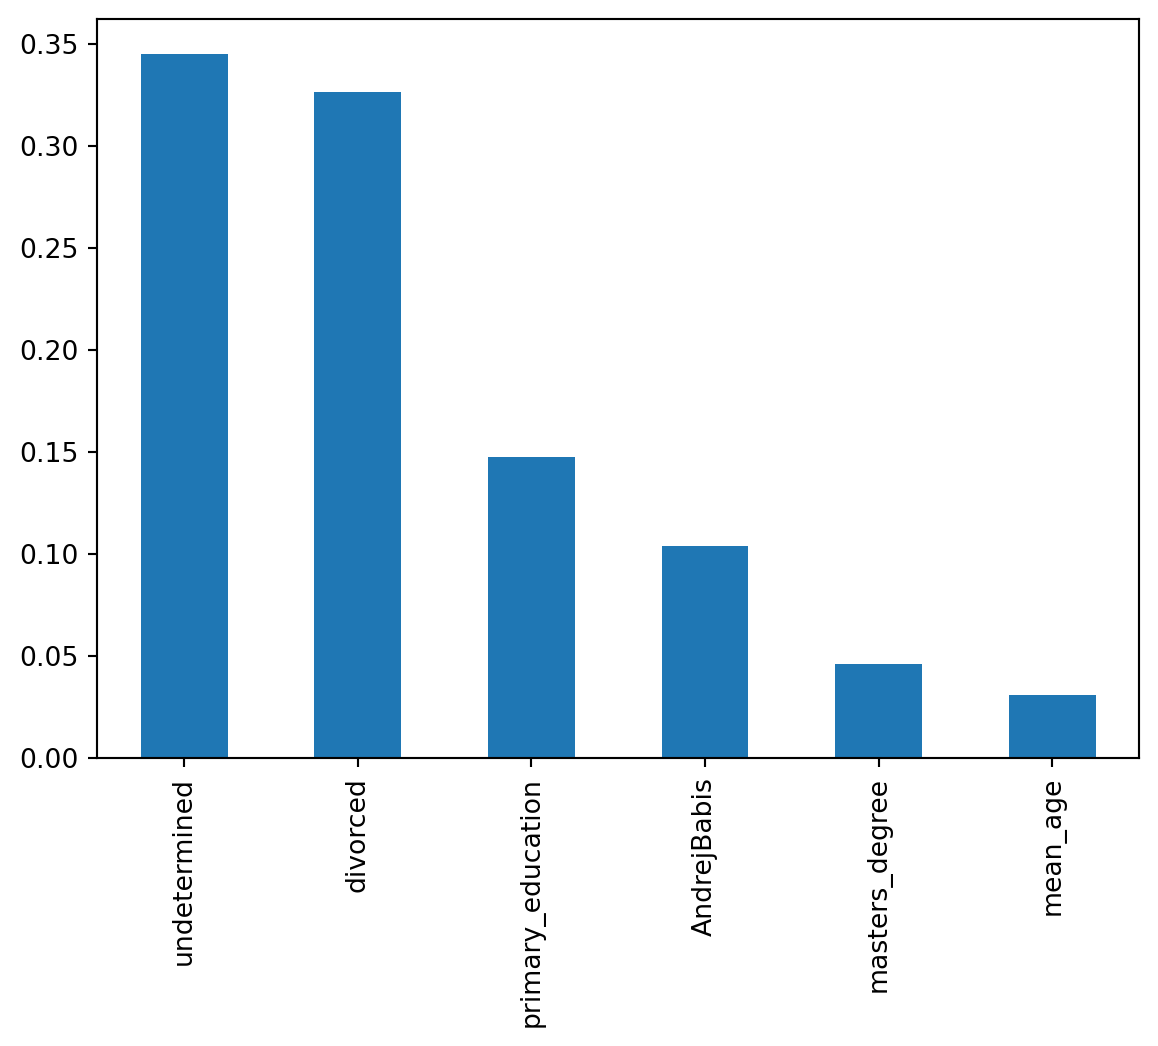 0.35
0.30
0.25
0.20
0.15
0.10
0.05
0.00
undetermined
divorced
primary_education
AndrejBabis
masters_degree
mean_age